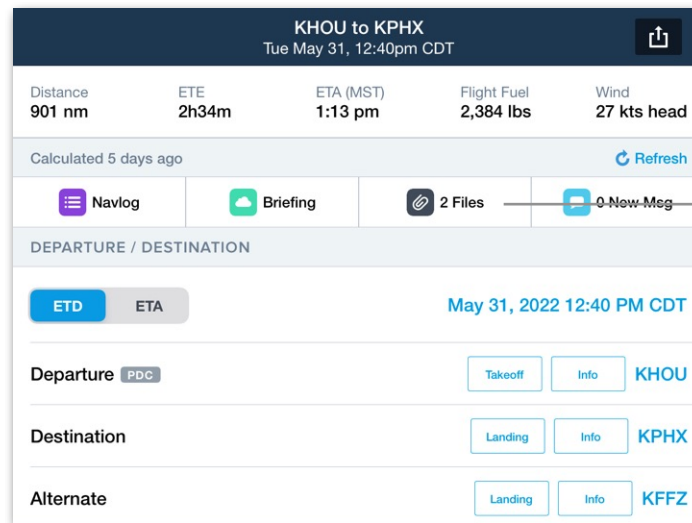 KHOU to KPHX
Tue May 31, 12:40pm CDT
Distance ETE ETA (MST) Flight Fuel Wind
901 nm 2h34m 1:13 pm 2,384 lbs 27 kts head
Calculated 5 days ago Refresh
Navlog Briefing 2 Files 0 New Msg
DEPARTURE / DESTINATION
ETD ETA May 31, 2022 12:40 PM CDT
Departure PDC Takeoff Info KHOU
Destination Landing Info KPHX
Alternate Landing Info KFFZ